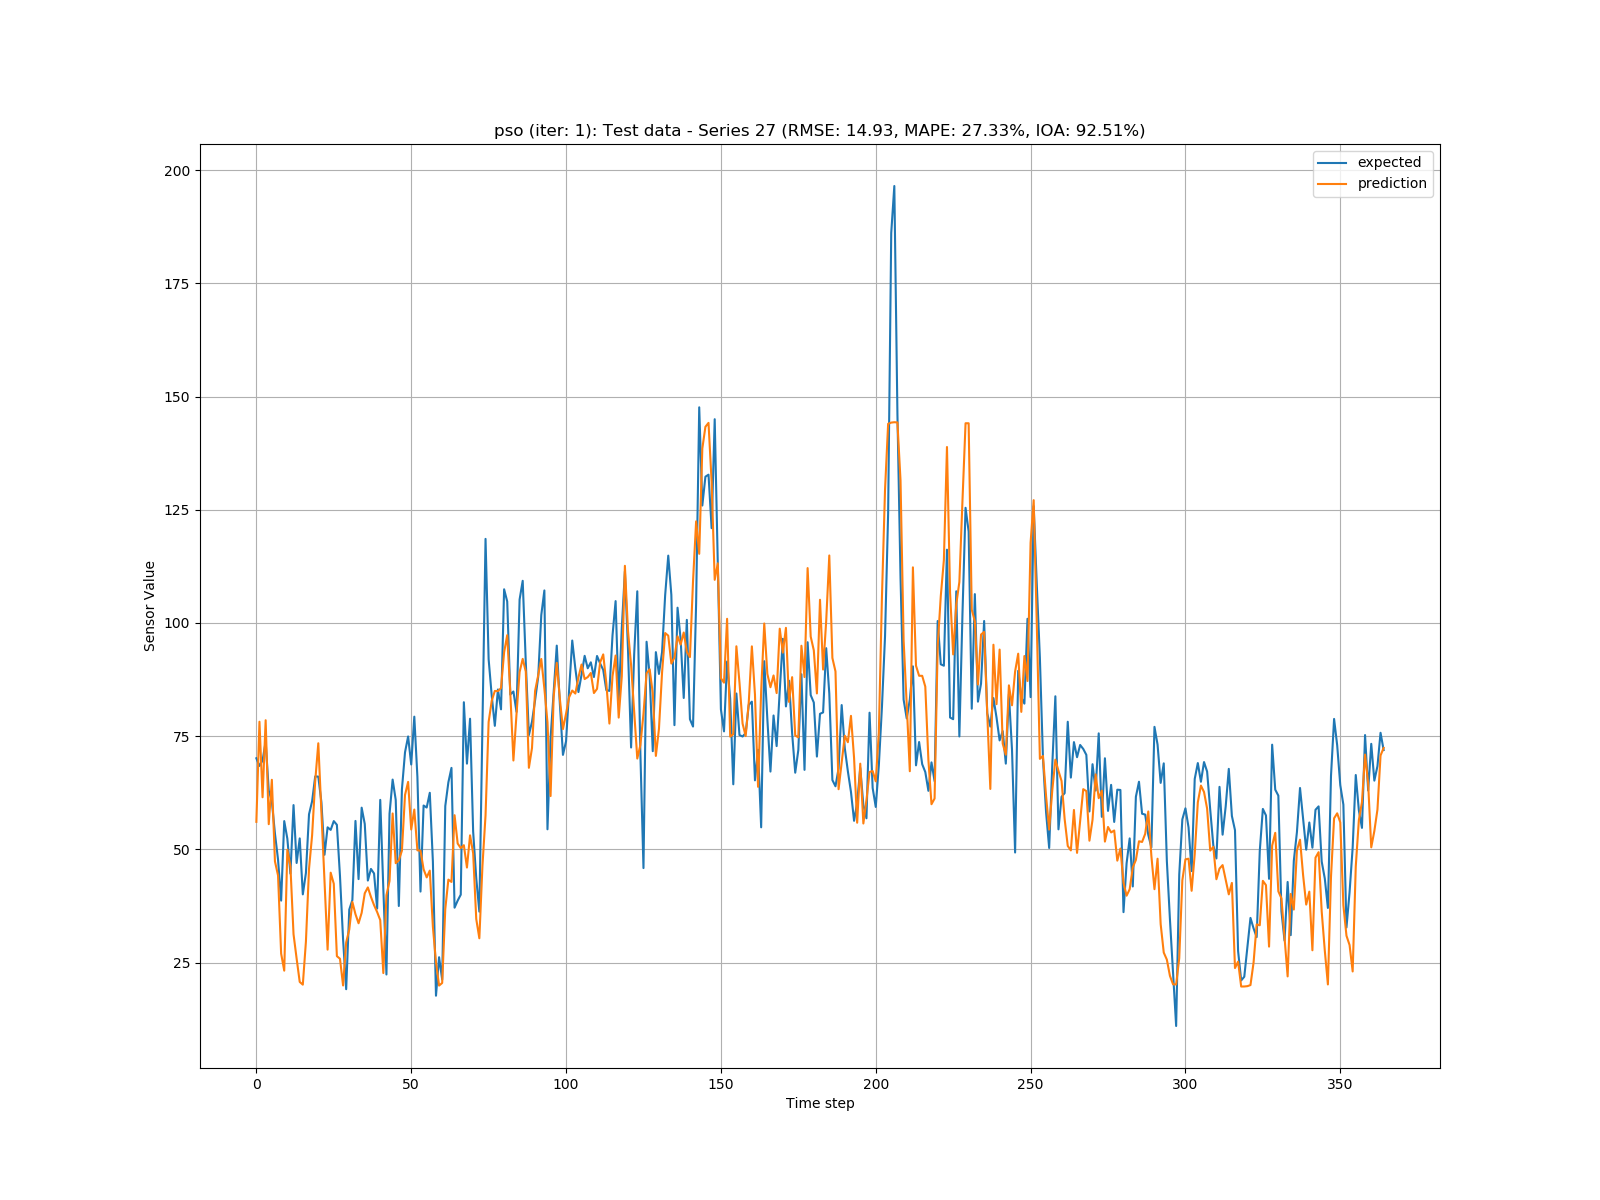 pso (iter: 1): Test data - Series 27 (RMSE: 14.93, MAPE: 27.33%, IOA: 92.51%)
expected
prediction
200
175
150
125
100
75
50
25
Sensor Value
0 50 100 150 200 250 300 350
Time step